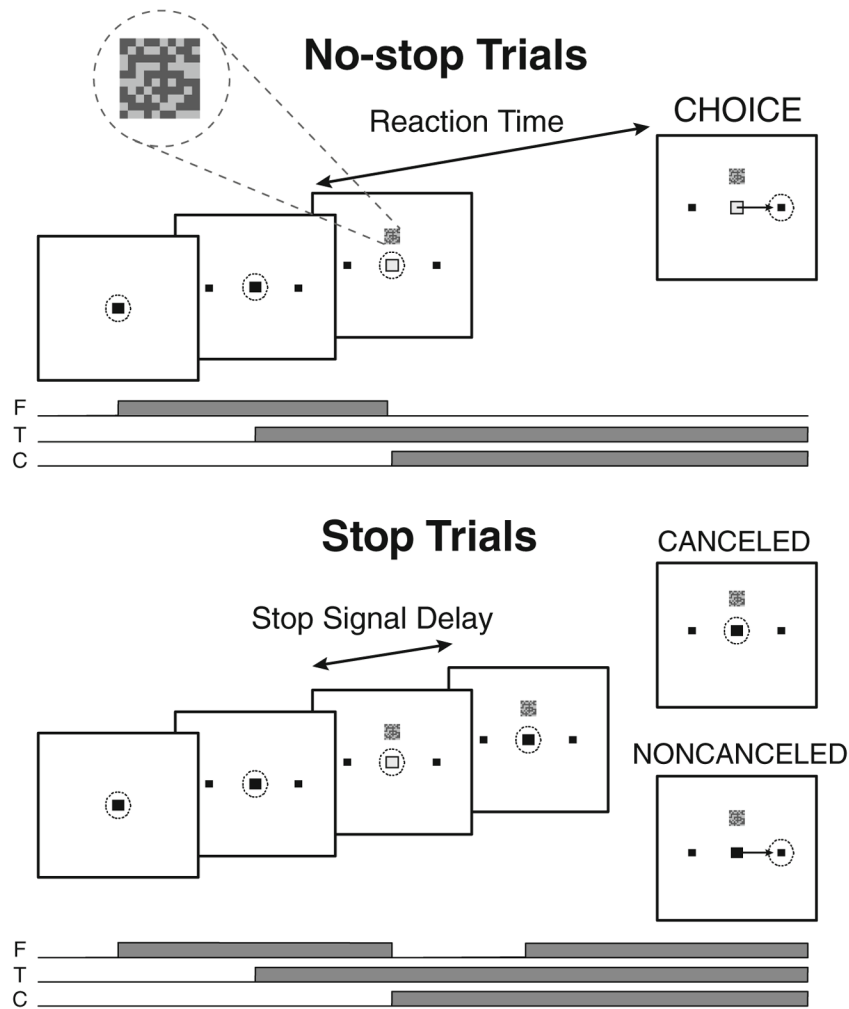 No-stop Trials
Reaction Time
CHOICE
F
T
C
Stop Trials
CANCELED
Stop Signal Delay
NONCANCELED
F
T
C